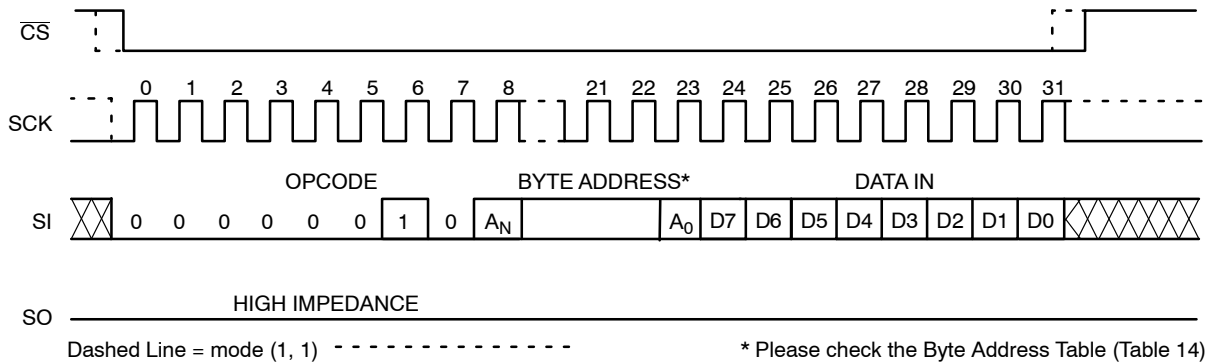 CS
0 1 2 3 4 5 6 7 8 21 22 23 24 25 26 27 28 29 30 31
SCK
OPCODE BYTE ADDRESS* DATA IN
SI 0 0 0 0 0 0 1 0 AN A0 D7 D6 D5 D4 D3 D2 D1 D0
HIGH IMPEDANCE
SO
Dashed Line = mode (1, 1) * Please check the Byte Address Table (Table 14)